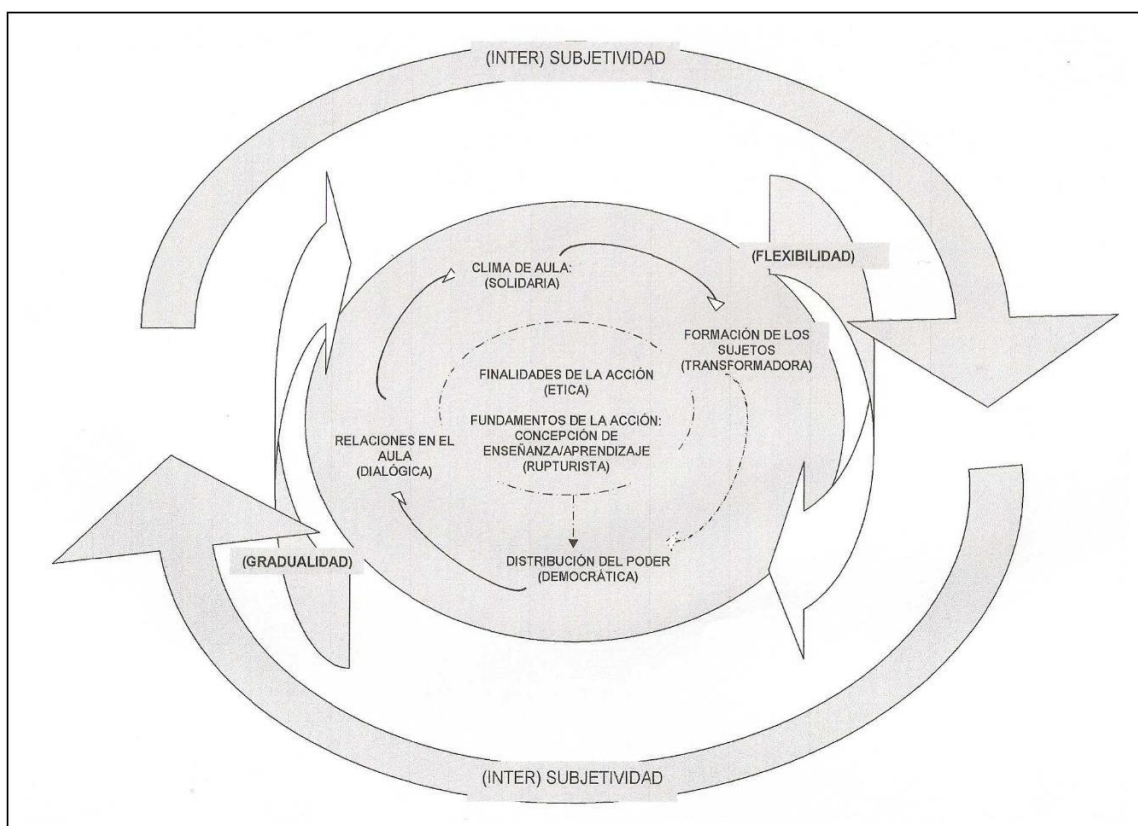 (INTER) SUBJETIVIDAD
(FLEXIBILIDAD)
CLIMA DE AULA:
(SOLIDARIA)
FORMACIÓN DE LOS
SUJETOS
(TRANSFORMADORA)
FINALIDADES DE LA ACCIÓN
(ETICA)
FUNDAMENTOS DE LA ACCIÓN:
CONCEPCIÓN DE
ENSEÑANZA/APRENDIZAJE
(RUPTURISTA)
RELACIONES EN EL
AULA
(DIALÓGICA)
(GRADUALIDAD)
DISTRIBUCIÓN DEL PODER
(DEMOCRÁTICA)
(INTER) SUBJETIVIDAD